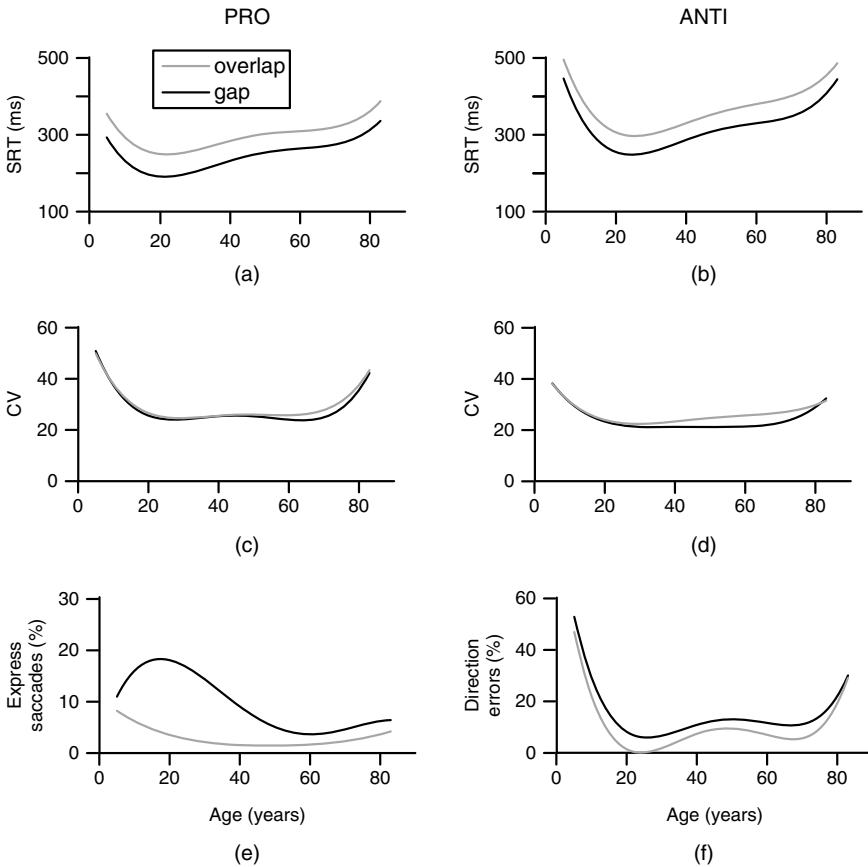 PRO
ANTI
overlap
gap
500
300
100
SRT (ms)
0 20 40 60 80
(a)
500
300
100
SRT (ms)
0 20 40 60 80
(b)
60
40
20
0
CV
0 20 40 60 80
(c)
60
40
20
0
CV
0 20 40 60 80
(d)
30
20
10
0
Express
saccades (%)
0 20 40 60 80
Age (years)
(e)
60
40
20
0
Direction
errors (%)
0 20 40 60 80
Age (years)
(f)